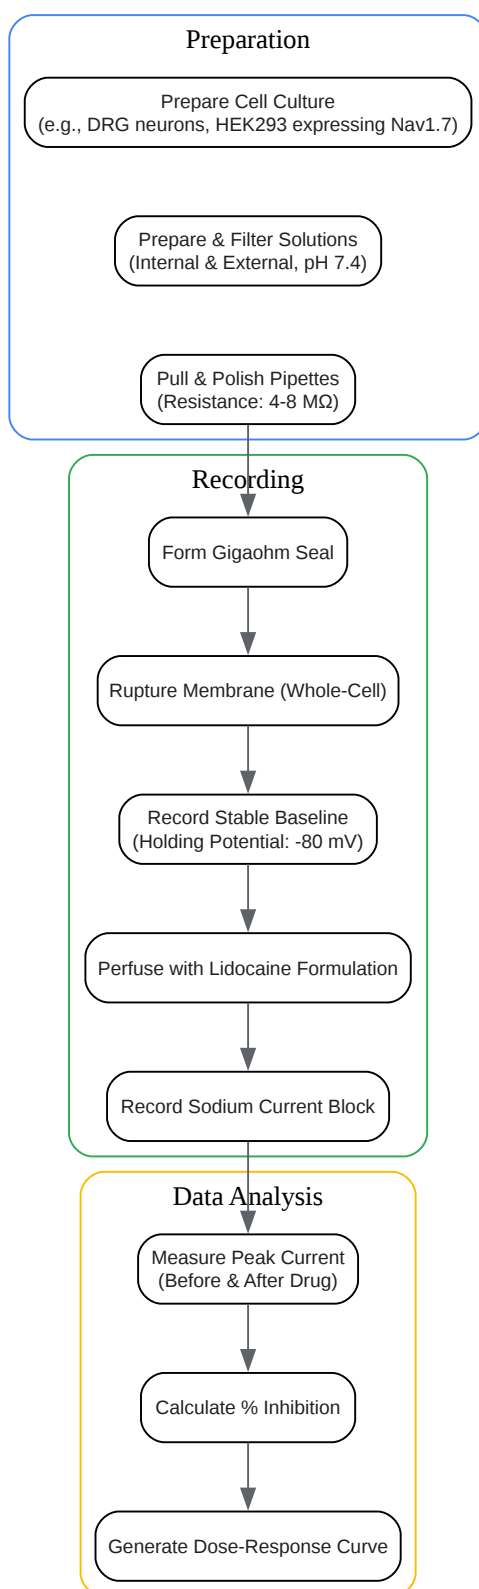 Preparation
Prepare Cell Culture
(e.g., DRG neurons, HEK293 expressing Nav1.7)
Prepare & Filter Solutions
(Internal & External, pH 7.4)
Pull & Polish Pipettes
(Resistance: 4-8 MΩ)
Recording
Form Gigaohm Seal
Rupture Membrane (Whole-Cell)
Record Stable Baseline
(Holding Potential: -80 mV)
Perfuse with Lidocaine Formulation
Record Sodium Current Block
Data Analysis
Measure Peak Current
(Before & After Drug)
Calculate % Inhibition
Generate Dose-Response Curve